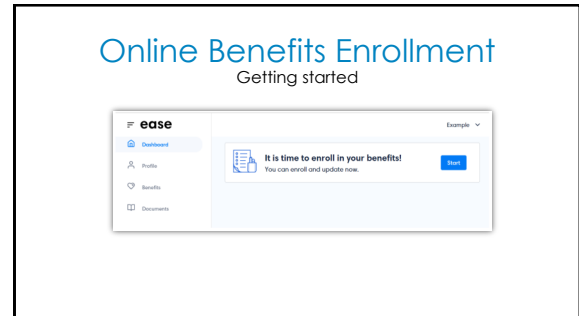 Online Benefits Enrollment
Getting started
ease
Example
Dashboard
Profile
Benefits
Documents
It is time to enroll in your benefits!
You can enroll and update now.
Start